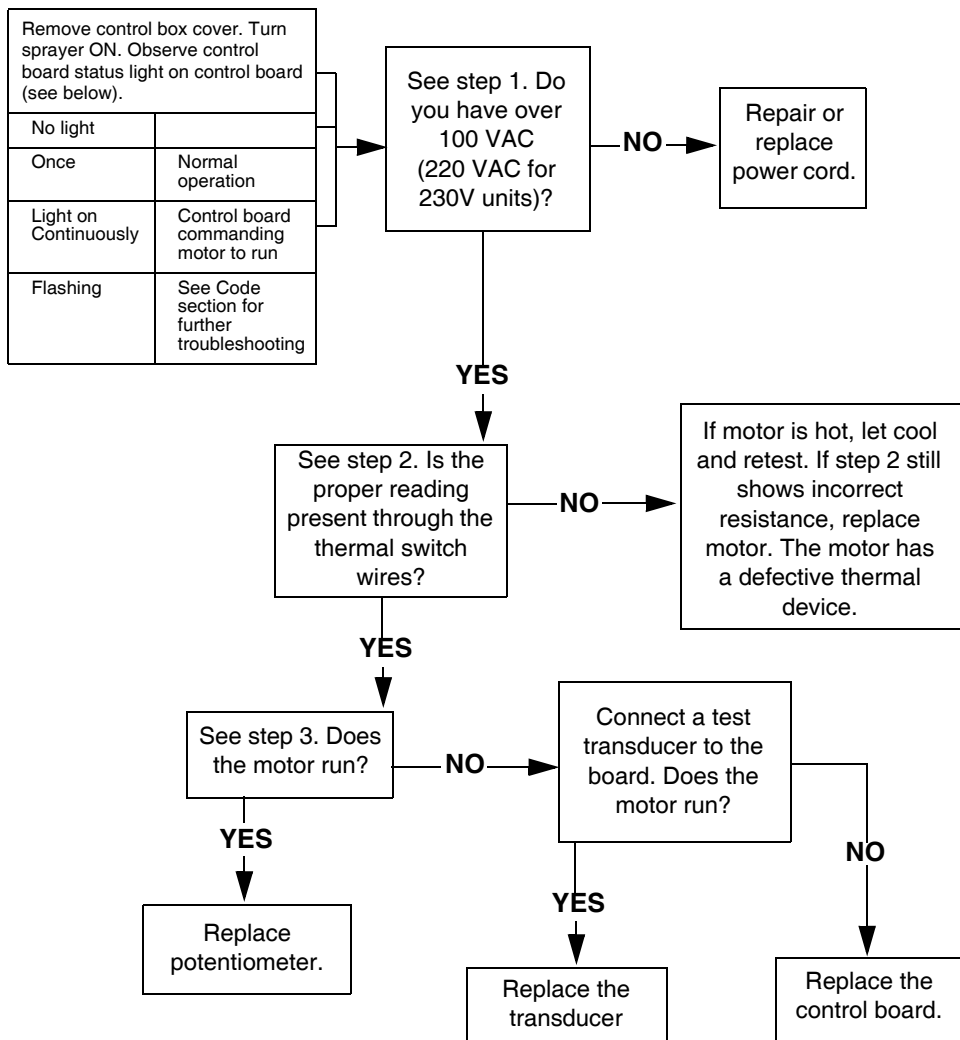 Remove control box cover. Turn
sprayer ON. Observe control
board status light on control board
(see below).
No light
Once
Normal
operation
Light on
Continuously
Control board
commanding
motor to run
Flashing
See Code
section for
further
troubleshooting
See step 1. Do
you have over
100 VAC
(220 VAC for
230V units)?
NO
Repair or
replace
power cord.
YES
See step 2. Is the
proper reading
present through the
thermal switch
wires?
NO
If motor is hot, let cool
and retest. If step 2 still
shows incorrect
resistance, replace
motor. The motor has
a defective thermal
device.
YES
See step 3. Does
the motor run?
NO
Connect a test
transducer to the
board. Does the
motor run?
YES
Replace
potentiometer.
YES
Replace the
transducer
NO
Replace the
control board.